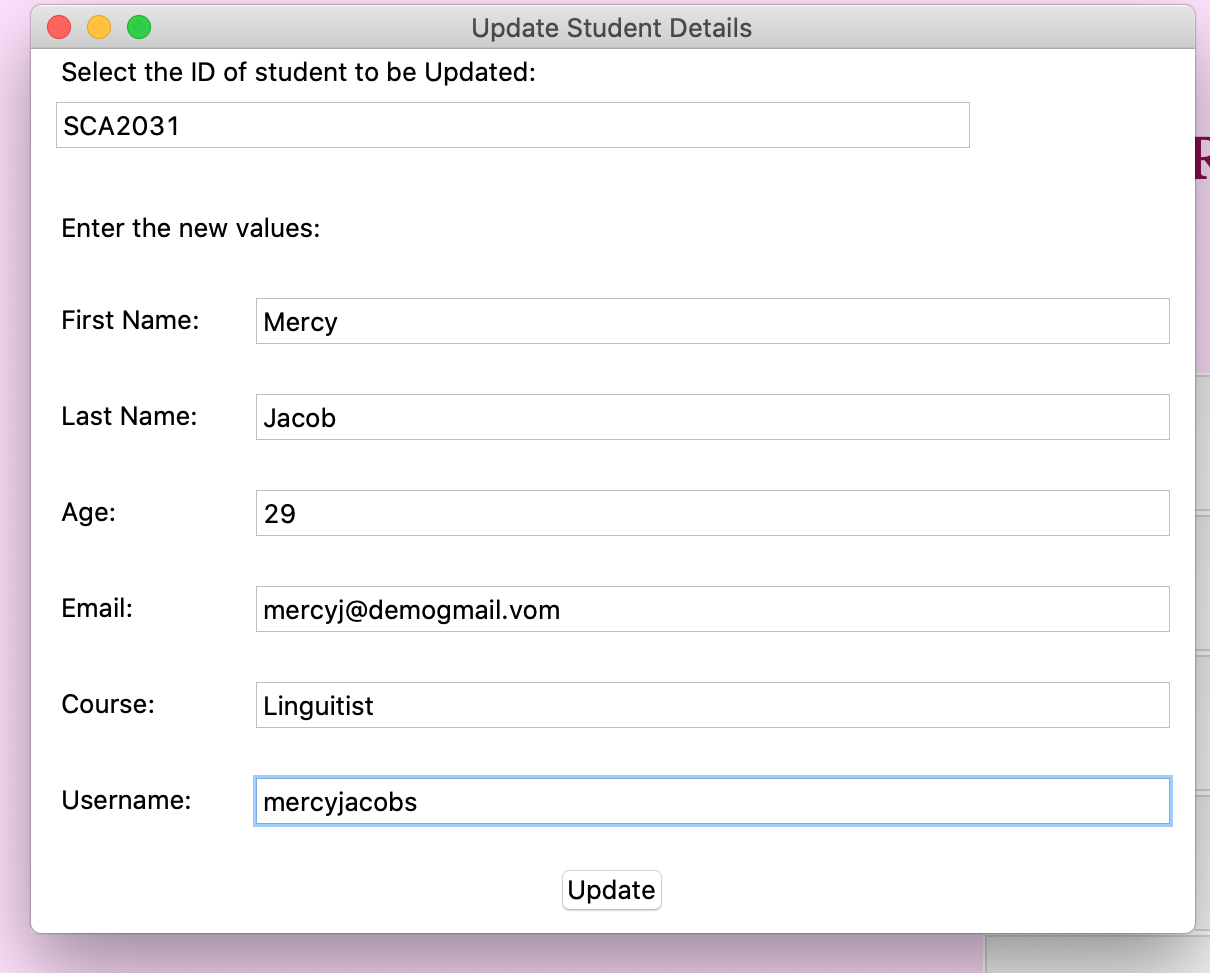 Update Student Details
Select the ID of student to be Updated:
SCA2031
Enter the new values:
First Name: Mercy
Last Name: Jacob
Age: 29
Email: mercyj@demogmail.vom
Course: Linguitist
Username: mercyjacobs
Update